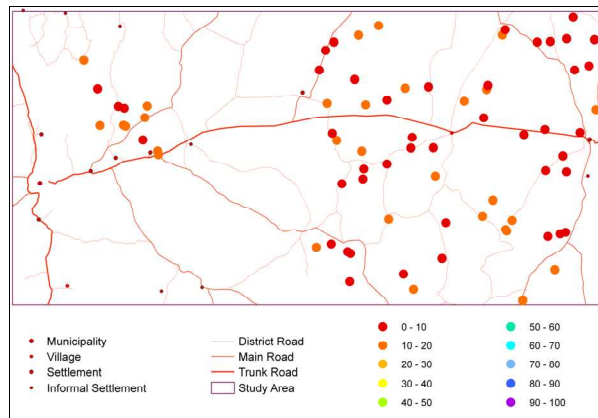 Municipality
Village
Settlement
Informal Settlement
District Road
Main Road
Trunk Road
Study Area
0 - 10
10 - 20
20 - 30
30 - 40
40 - 50
50 - 60
60 - 70
70 - 80
80 - 90
90 - 100